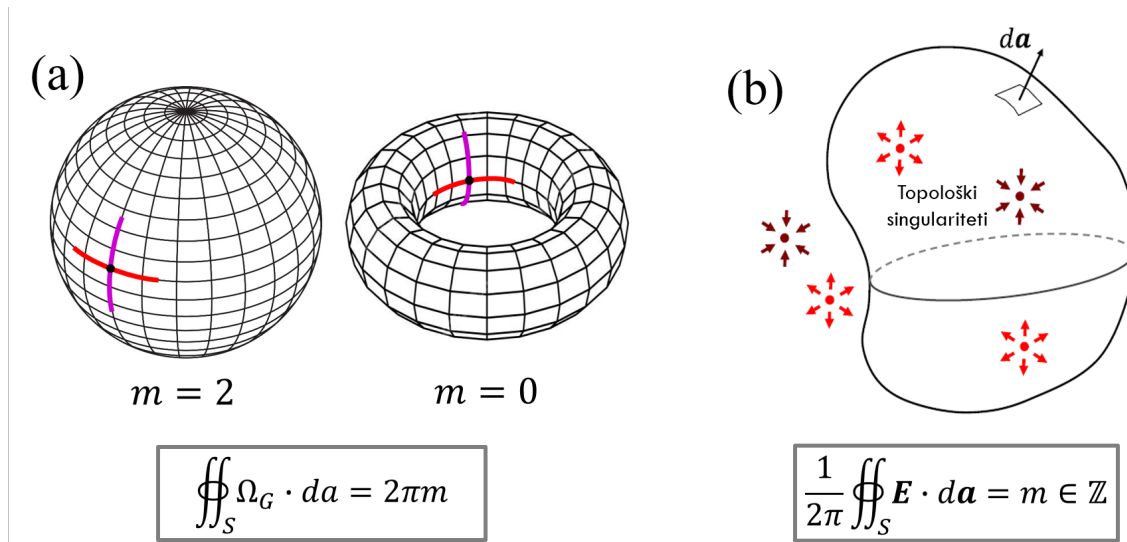 (a)
m = 2
m = 0
∯_S Ω_G · da = 2πm
(b)
d𝒂
Topološki
singulariteti
1/2π ∯_S 𝑬 · d𝒂 = m ∈ ℤ